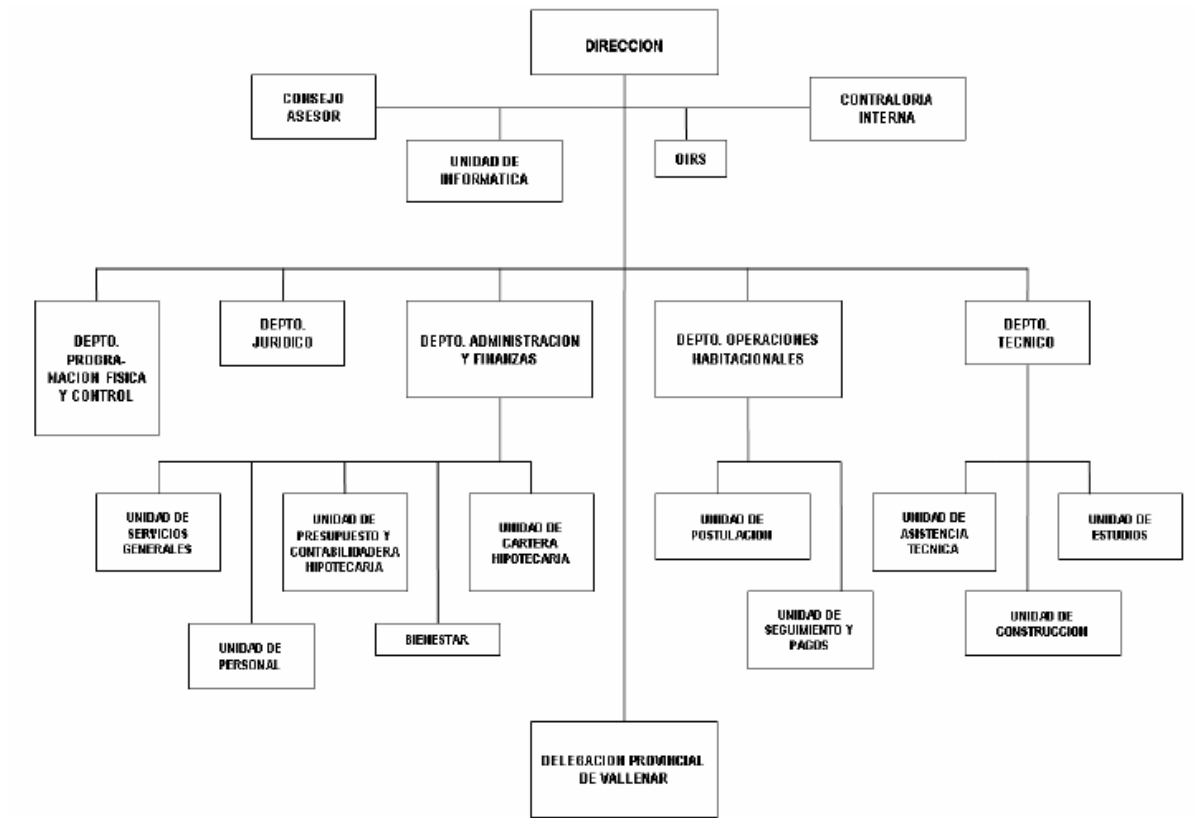 DIRECCION
CONSEJO
ASESOR
CONTRALORIA
INTERNA
UNIDAD DE
INFORMATICA
OIRS
DEPTO.
PROGRA-
MACION FISICA
Y CONTROL
DEPTO.
JURIDICO
DEPTO. ADMINISTRACION
Y FINANZAS
DEPTO. OPERACIONES
HABITACIONALES
DEPTO.
TECNICO
UNIDAD DE
SERVICIOS
GENERALES
UNIDAD DE
PRESUPUESTO Y
CONTABILIDADERA
HIPOTECARIA
UNIDAD DE
CARTERA
HIPOTECARIA
UNIDAD DE
POSTULACION
UNIDAD DE
ASISTENCIA
TECNICA
UNIDAD DE
ESTUDIOS
UNIDAD DE
PERSONAL
BIENESTAR
UNIDAD DE
SEGUIMIENTO Y
PAGOS
UNIDAD DE
CONSTRUCCION
DELEGACION PROVINCIAL
DE VALLENAR